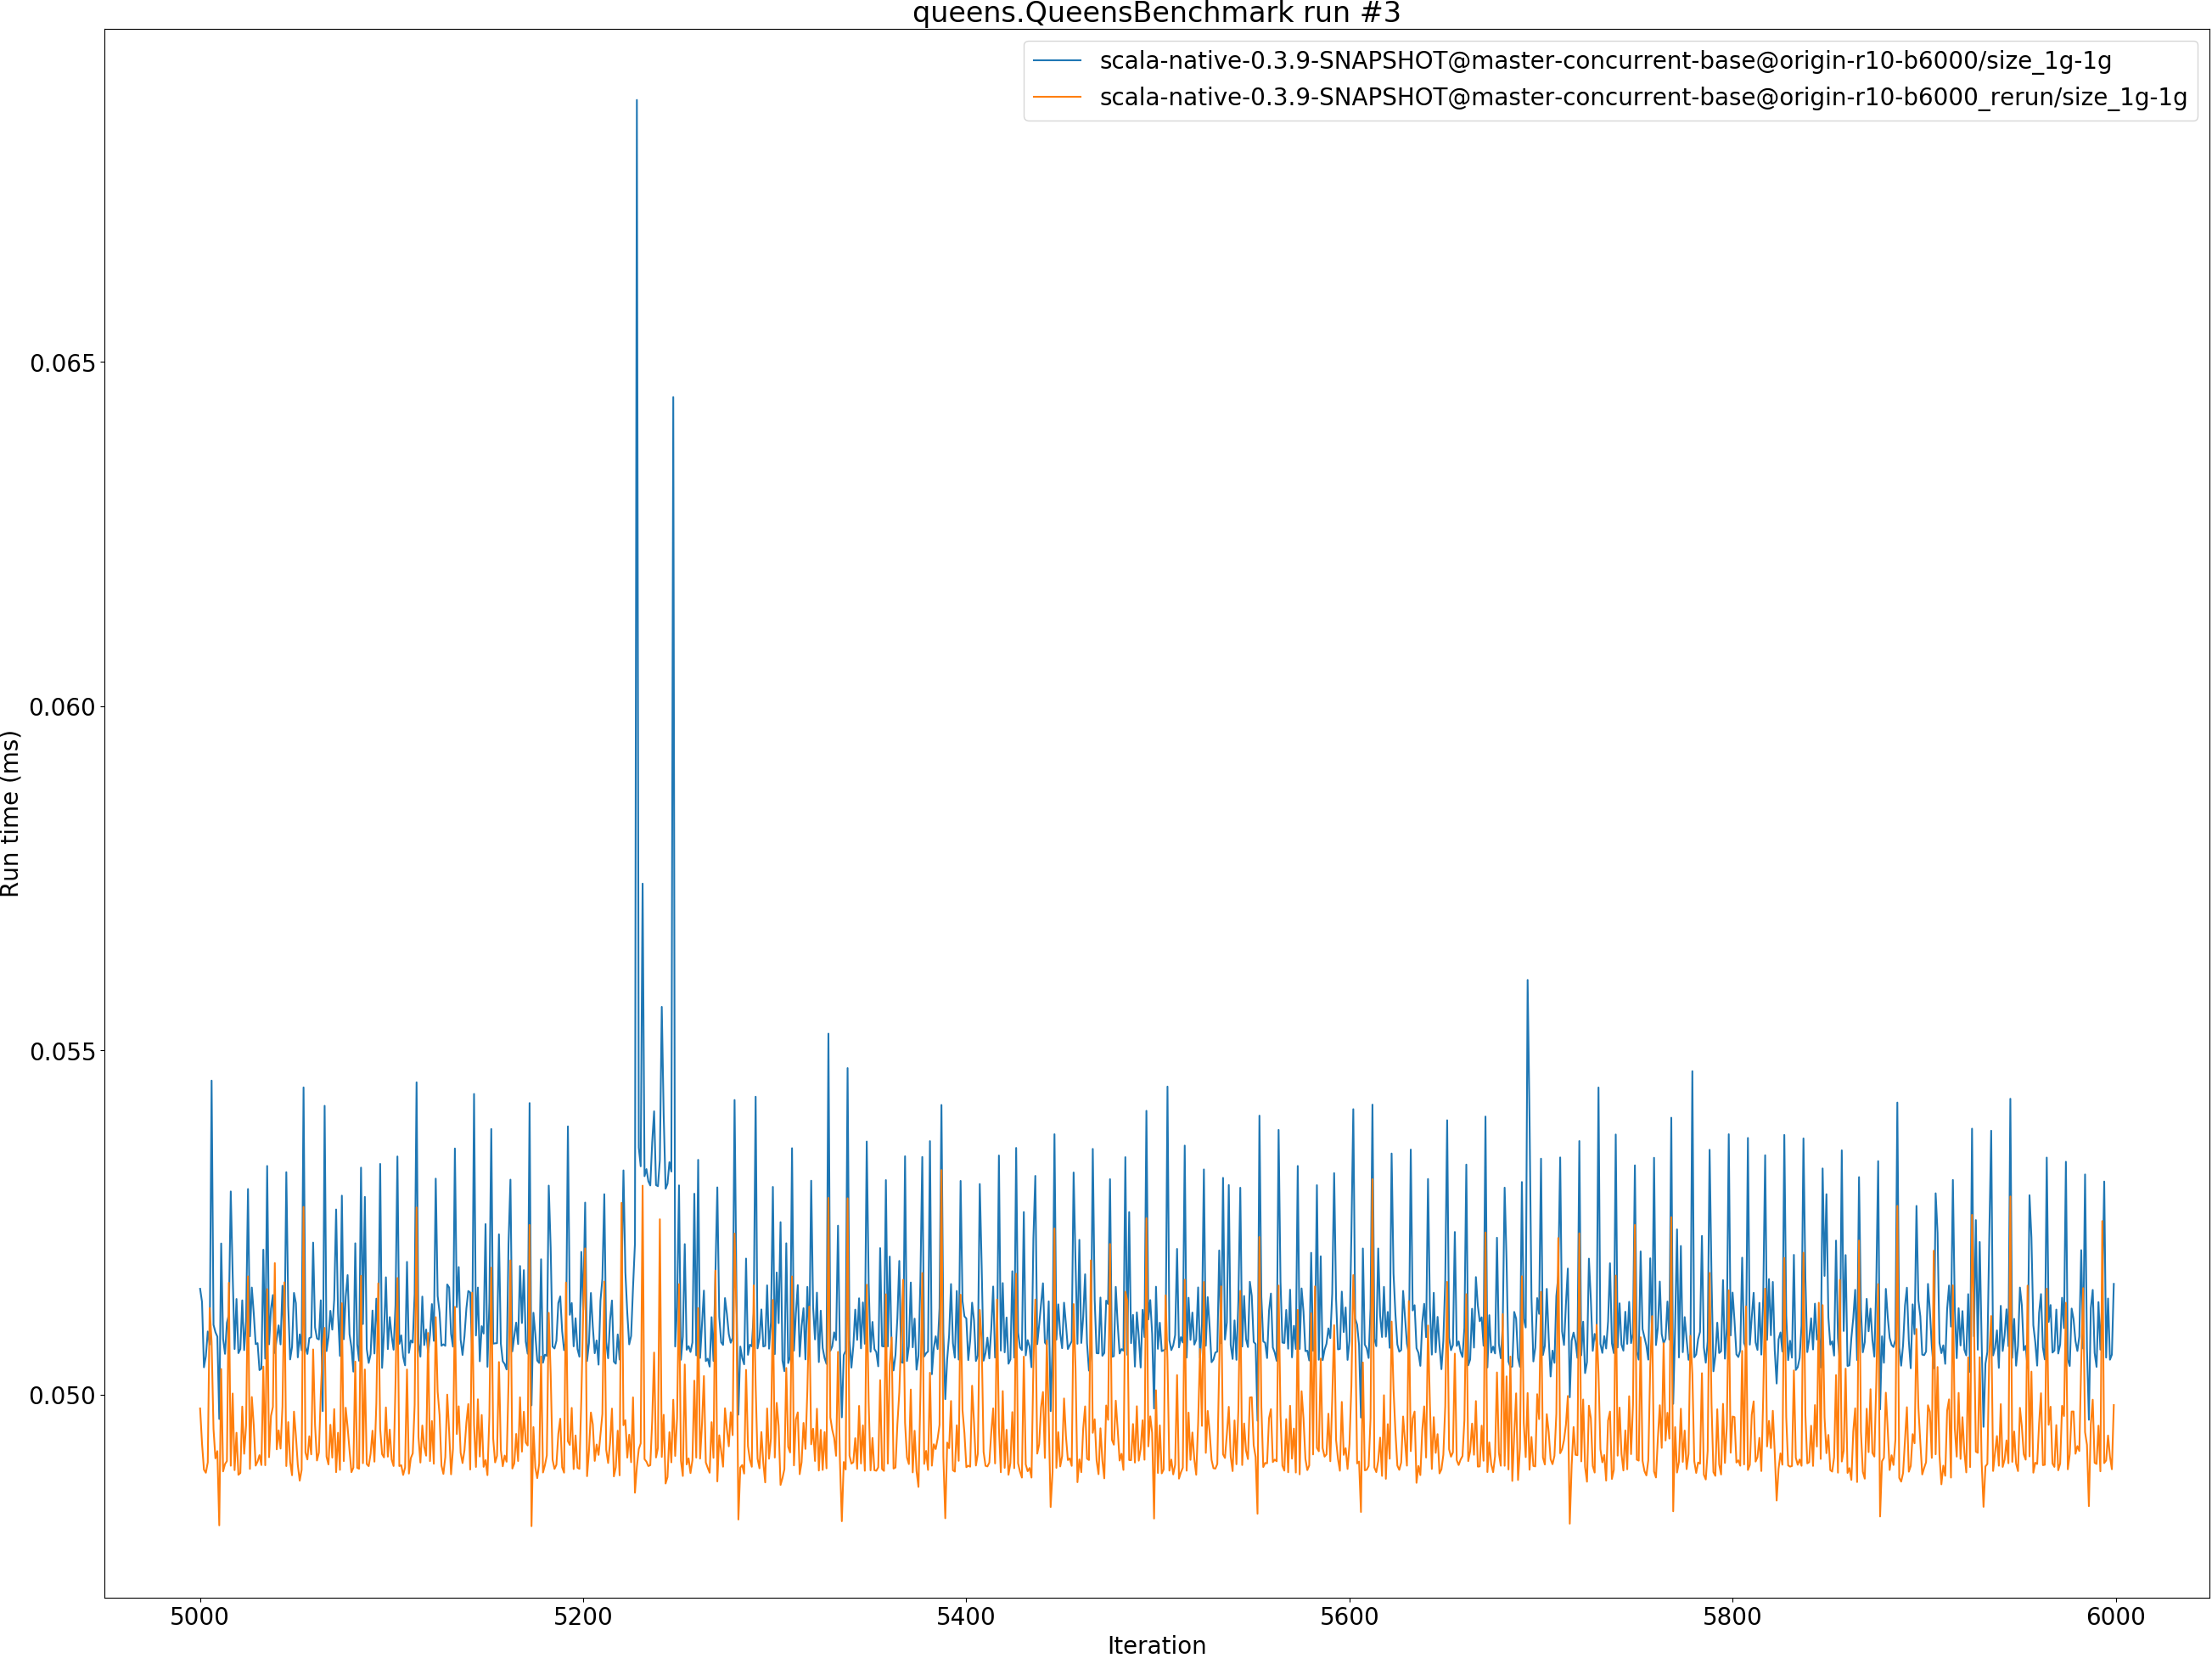 queens.QueensBenchmark run #3
scala-native-0.3.9-SNAPSHOT@master-concurrent-base@origin-r10-b6000/size_1g-1g
scala-native-0.3.9-SNAPSHOT@master-concurrent-base@origin-r10-b6000_rerun/size_1g-1g
0.065
0.060
0.055
0.050
Run time (ms)
5000 5200 5400 5600 5800 6000
Iteration